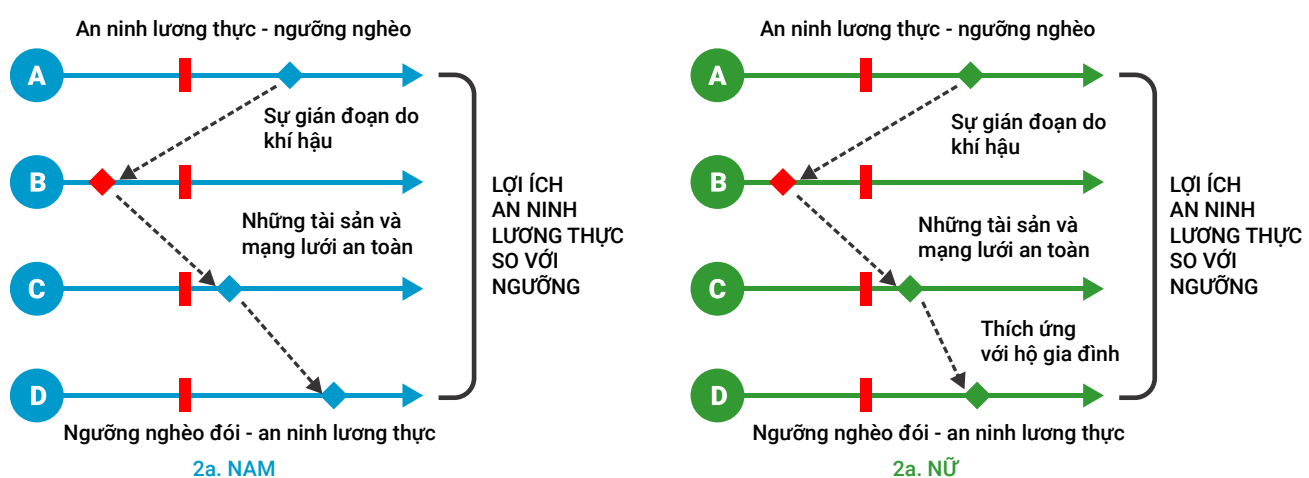 An ninh lương thực - ngưỡng nghèo
A
Sự gián đoạn do
khí hậu
B
Những tài sản và
mạng lưới an toàn
C
D
Ngưỡng nghèo đói - an ninh lương thực
2a. NAM
LỢI ÍCH
AN NINH
LƯƠNG THỰC
SO VỚI
NGƯỠNG
An ninh lương thực - ngưỡng nghèo
A
Sự gián đoạn do
khí hậu
B
Những tài sản và
mạng lưới an toàn
C
Thích ứng
với hộ gia đình
D
Ngưỡng nghèo đói - an ninh lương thực
2a. NỮ
LỢI ÍCH
AN NINH
LƯƠNG THỰC
SO VỚI
NGƯỠNG